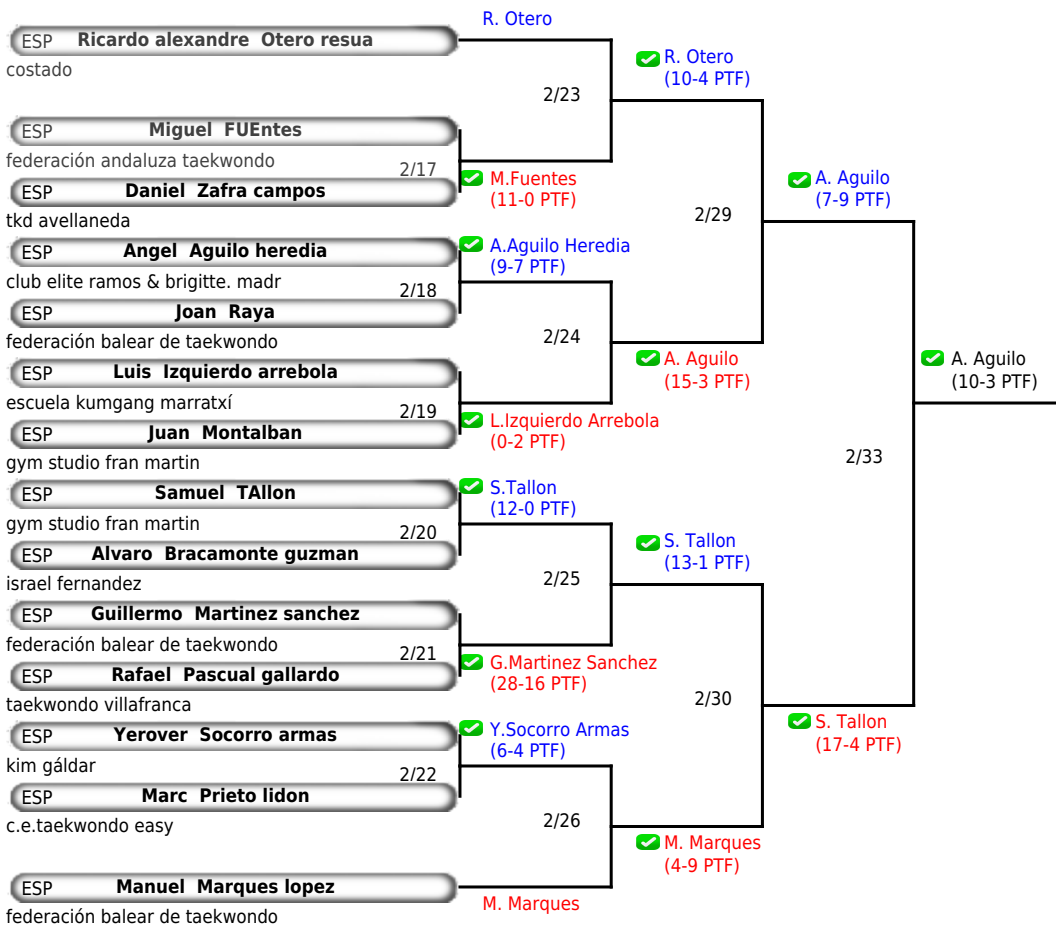 R. Otero
ESP Ricardo alexandre Otero resua
costado
R. Otero
(10-4 PTF)
2/23
ESP Miguel FUEntes
federación andaluza taekwondo
2/17
ESP Daniel Zafra campos
tkd avellaneda
M.Fuentes
(11-0 PTF)
A. Aguilo
(7-9 PTF)
2/29
ESP Angel Aguilo heredia
club elite ramos & brigitte. madr
A.Aguilo Heredia
(9-7 PTF)
2/18
ESP Joan Raya
federación balear de taekwondo
2/24
A. Aguilo
(15-3 PTF)
A. Aguilo
(10-3 PTF)
ESP Luis Izquierdo arrebola
escuela kumgang marratxí
2/19
ESP Juan Montalban
gym studio fran martin
L.Izquierdo Arrebola
(0-2 PTF)
2/33
ESP Samuel TAllon
gym studio fran martin
S.Tallon
(12-0 PTF)
2/20
ESP Alvaro Bracamonte guzman
israel fernandez
S. Tallon
(13-1 PTF)
2/25
ESP Guillermo Martinez sanchez
federación balear de taekwondo
2/21
ESP Rafael Pascual gallardo
taekwondo villafranca
G.Martinez Sanchez
(28-16 PTF)
2/30
S. Tallon
(17-4 PTF)
ESP Yerover Socorro armas
kim gáldar
Y.Socorro Armas
(6-4 PTF)
2/22
ESP Marc Prieto lidon
c.e.taekwondo easy
2/26
M. Marques
(4-9 PTF)
ESP Manuel Marques lopez
federación balear de taekwondo
M. Marques